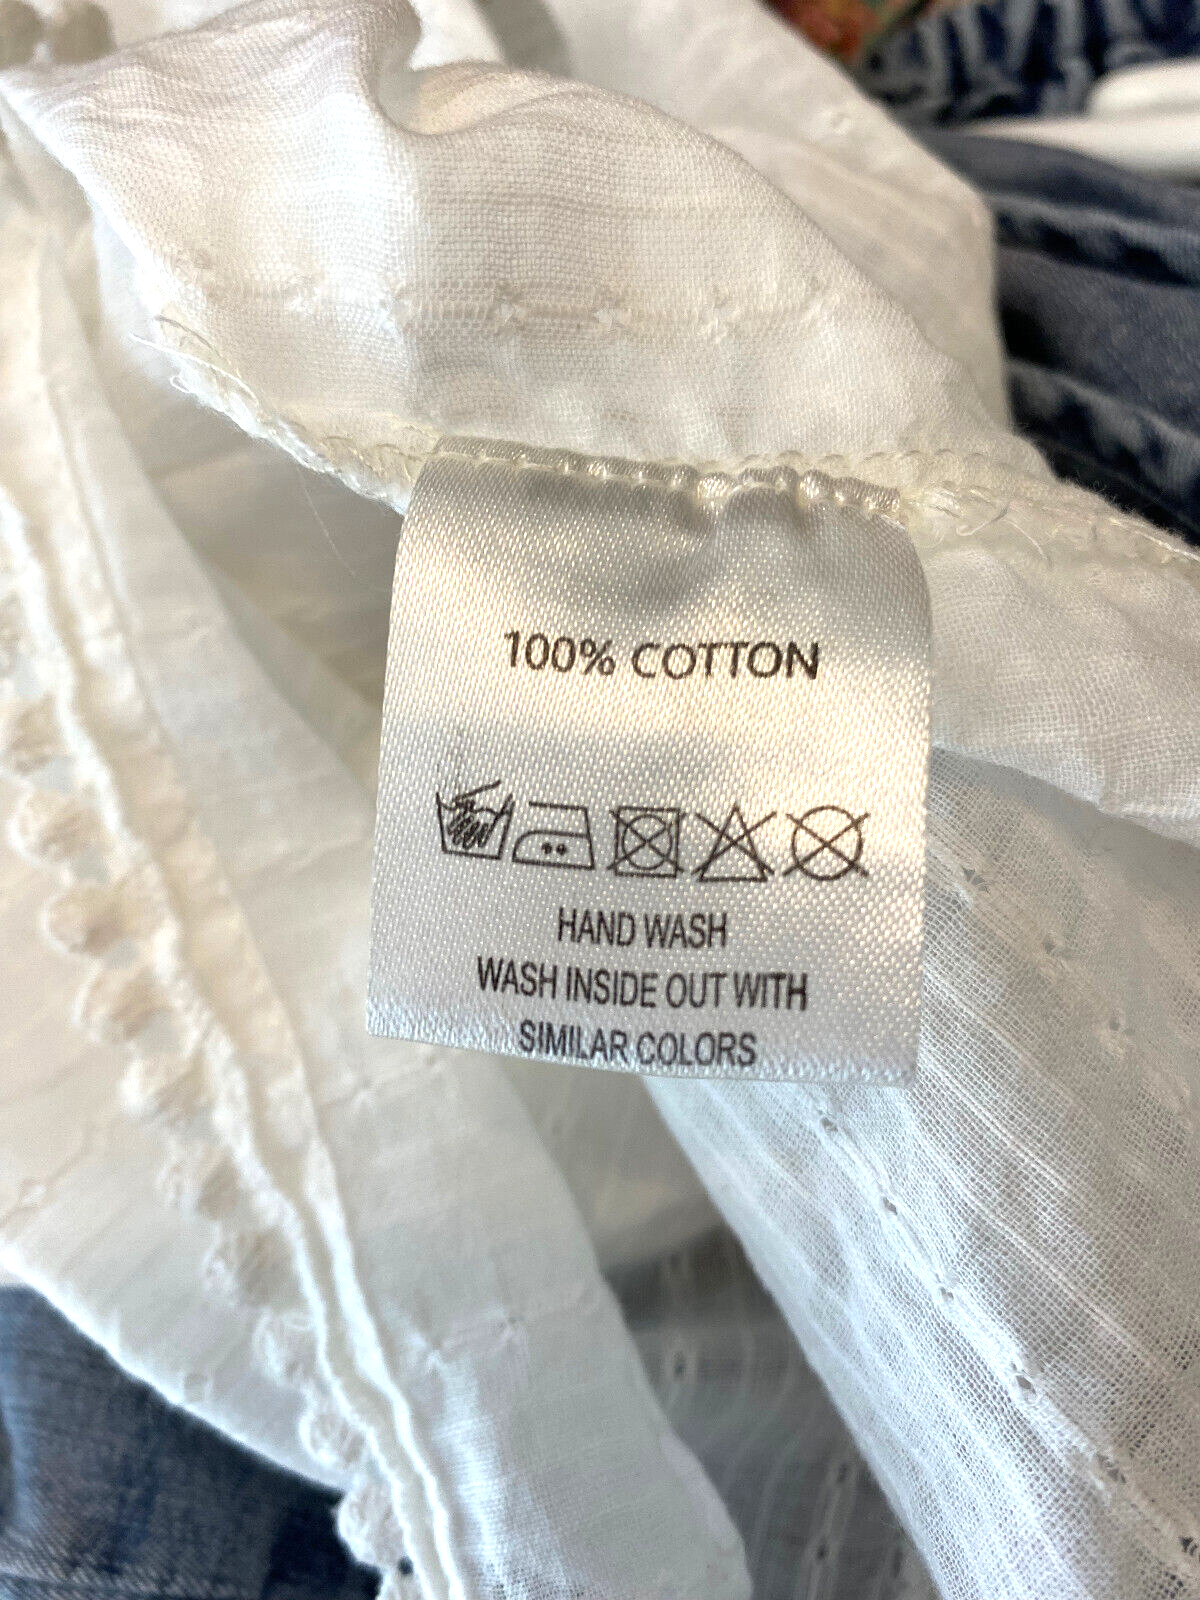 100% COTTON
HAND WASH
WASH INSIDE OUT WITH
SIMILAR COLORS